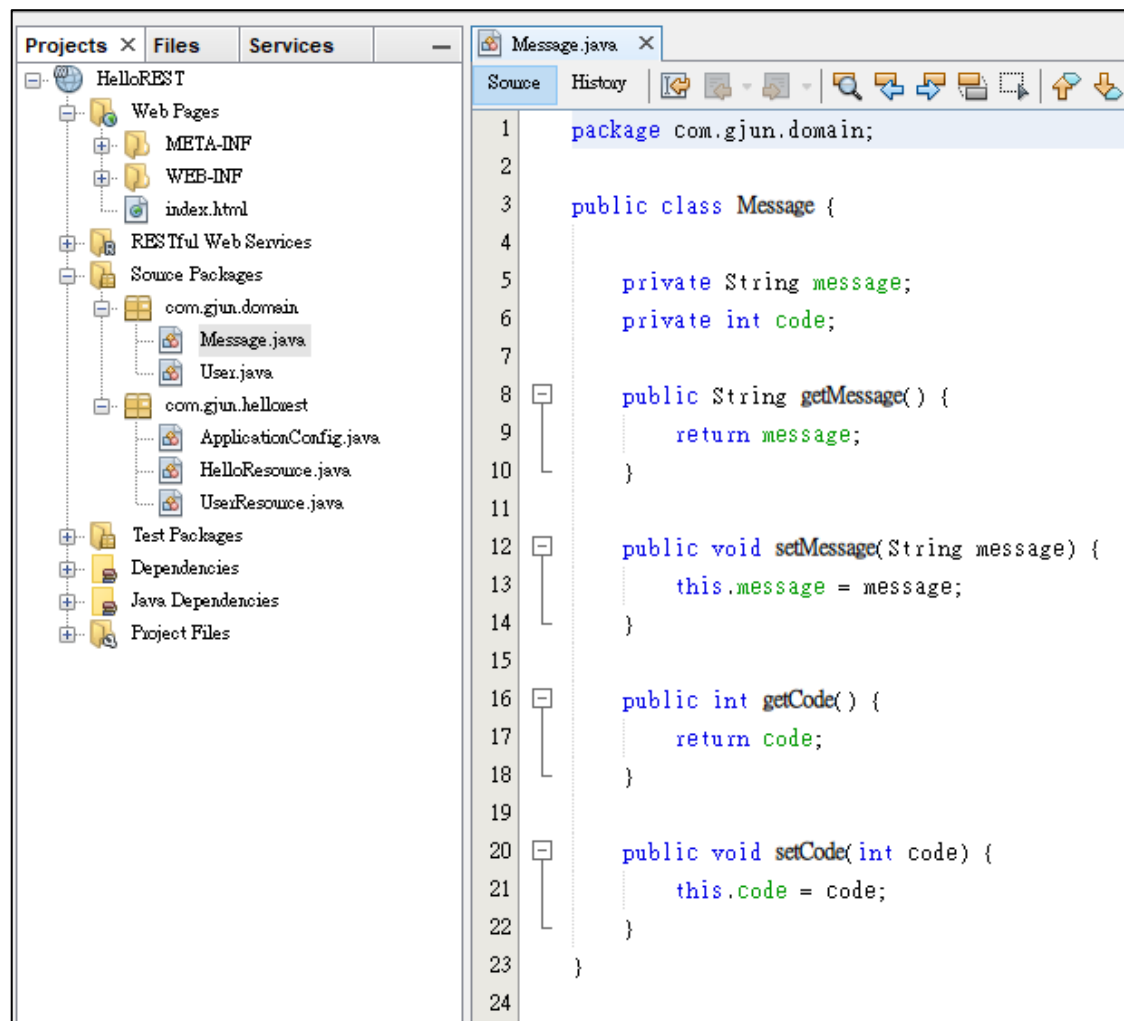 Projects × Files Services —
HelloREST
Web Pages
META-INF
WEB-INF
index.html
RESTful Web Services
Source Packages
com.gjun.domain
Message.java
User.java
com.gjun.hellorest
ApplicationConfig.java
HelloResource.java
UserResource.java
Test Packages
Dependencies
Java Dependencies
Project Files
Message.java ×
Source History
1 package com.gjun.domain;
2
3 public class Message {
4
5 private String message;
6 private int code;
7
8 public String getMessage() {
9 return message;
10 }
11
12 public void setMessage(String message) {
13 this.message = message;
14 }
15
16 public int getCode() {
17 return code;
18 }
19
20 public void setCode(int code) {
21 this.code = code;
22 }
23 }
24